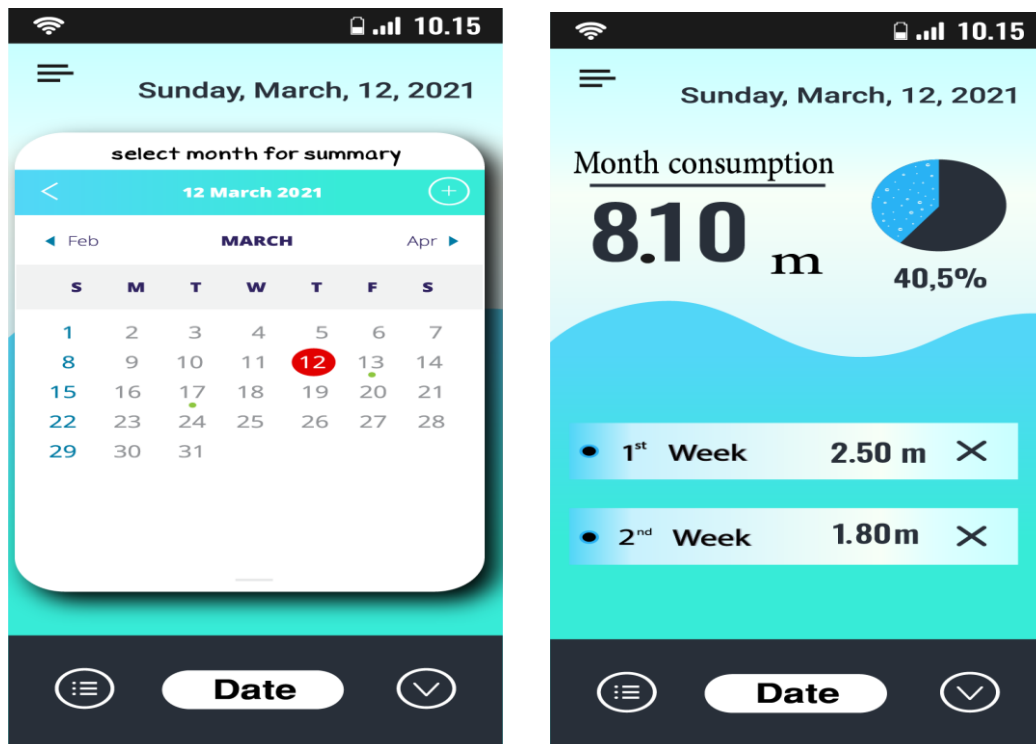 10.15
Sunday, March, 12, 2021
select month for summary
12 March 2021
Feb MARCH Apr
S M T W T F S
1 2 3 4 5 6 7
8 9 10 11 12 13 14
15 16 17 18 19 20 21
22 23 24 25 26 27 28
29 30 31
Date
10.15
Sunday, March, 12, 2021
Month consumption
8.10 m
40,5%
1st Week 2.50 m
2nd Week 1.80 m
Date